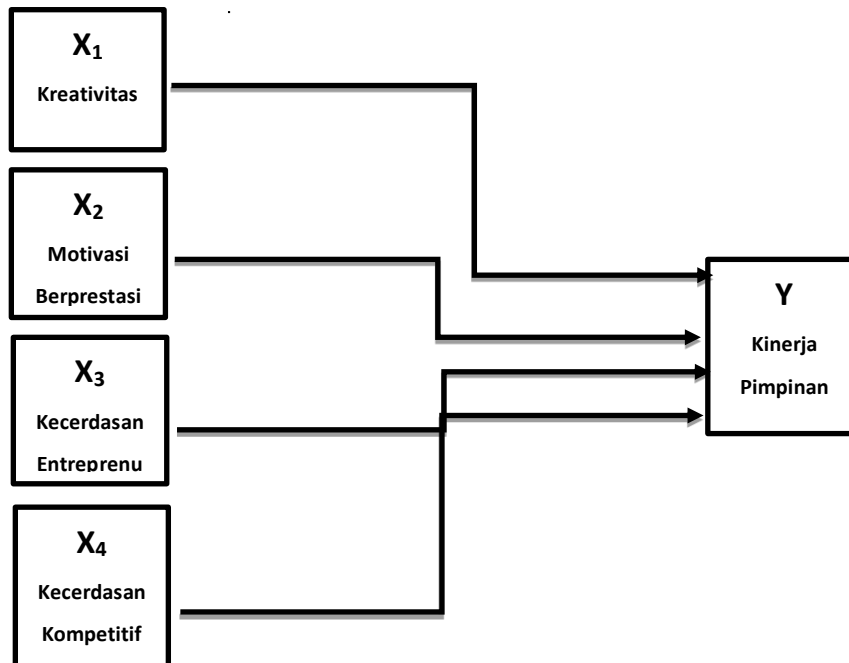 X₁
Kreativitas
X₂
Motivasi
Berprestasi
X₃
Kecerdasan
Entreprenu
X₄
Kecerdasan
Kompetitif
Y
Kinerja
Pimpinan